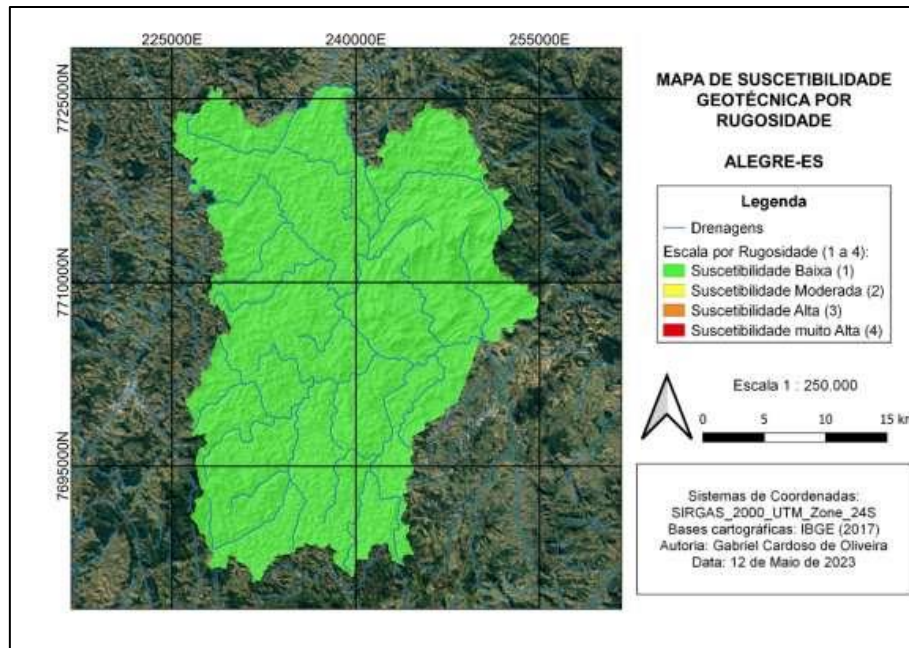 225000E 240000E 255000E
7725000N
7710000N
7695000N
MAPA DE SUSCETIBILIDADE
GEOTÉCNICA POR
RUGOSIDADE
ALEGRE-ES
Legenda
Drenagens
Escala por Rugosidade (1 a 4):
Suscetibilidade Baixa (1)
Suscetibilidade Moderada (2)
Suscetibilidade Alta (3)
Suscetibilidade muito Alta (4)
Escala 1 : 250.000
0 5 10 15 km
Sistemas de Coordenadas:
SIRGAS_2000_UTM_Zone_24S
Bases cartográficas: IBGE (2017)
Autoria: Gabriel Cardoso de Oliveira
Data: 12 de Maio de 2023